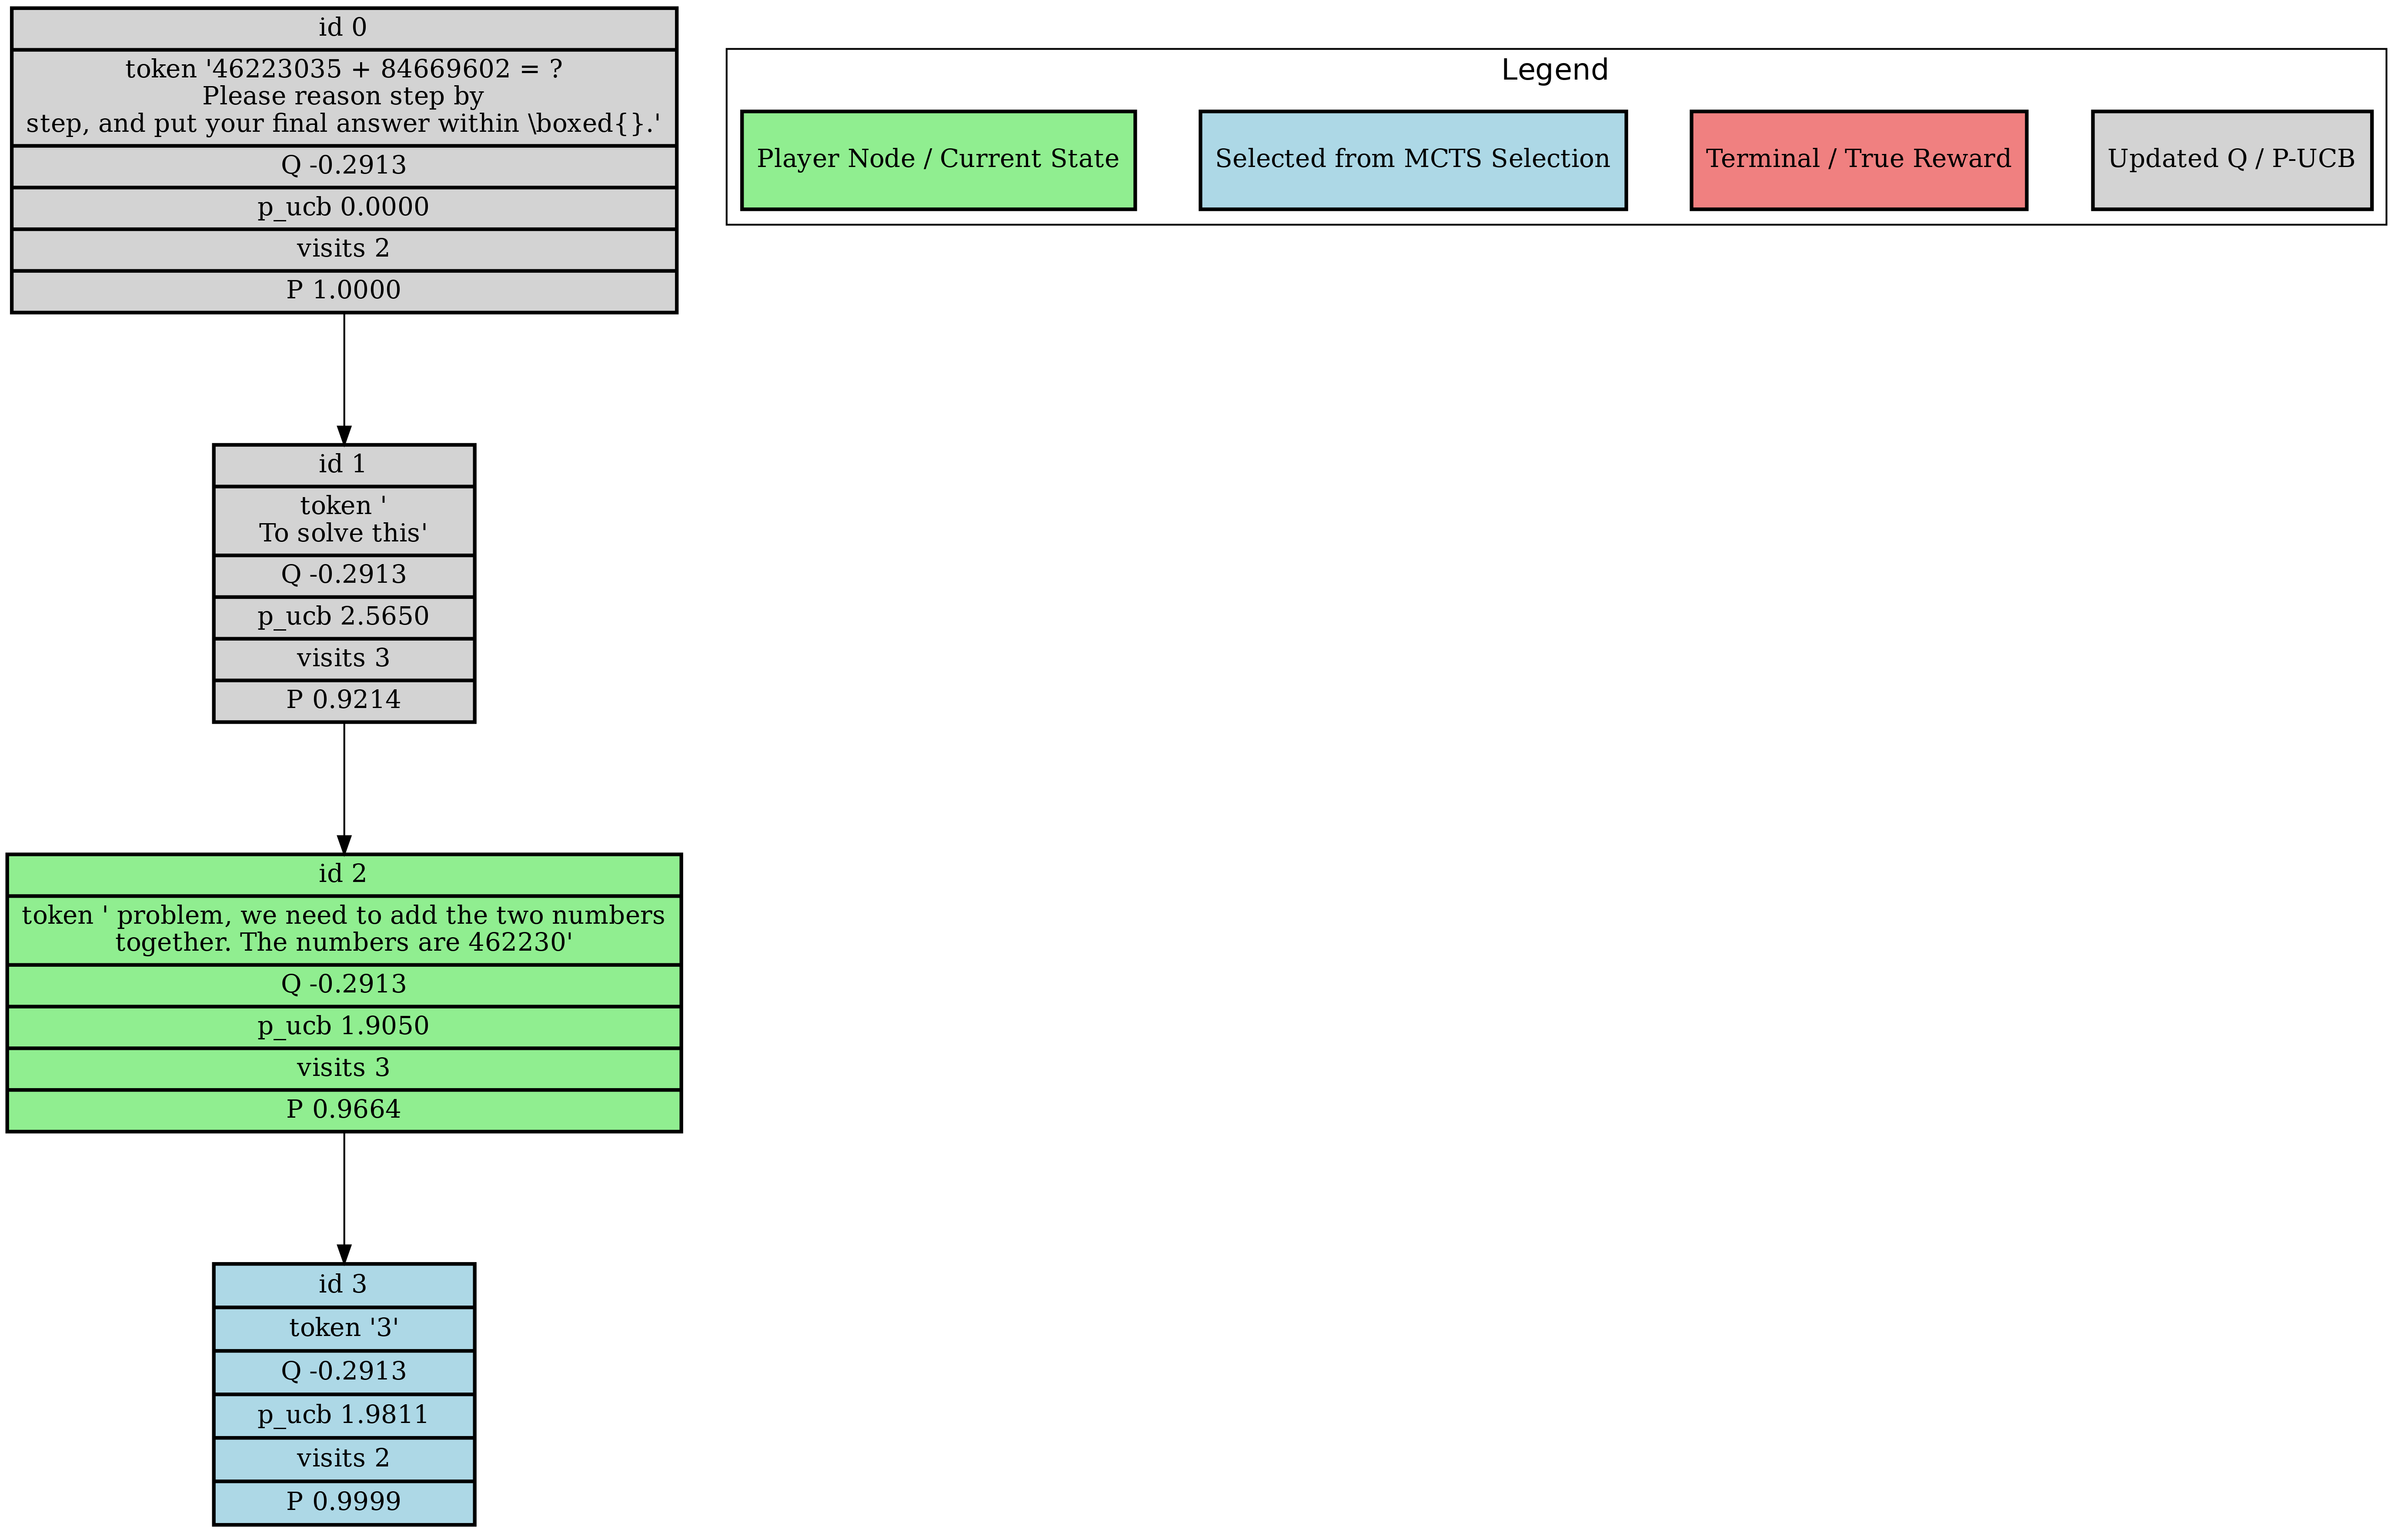 id 0
token '46223035 + 84669602 = ?
Please reason step by
step, and put your final answer within \boxed{}.'
Q -0.2913
p_ucb 0.0000
visits 2
P 1.0000
Legend
Player Node / Current State
Selected from MCTS Selection
Terminal / True Reward
Updated Q / P-UCB
id 1
token '
To solve this'
Q -0.2913
p_ucb 2.5650
visits 3
P 0.9214
id 2
token ' problem, we need to add the two numbers
together. The numbers are 462230'
Q -0.2913
p_ucb 1.9050
visits 3
P 0.9664
id 3
token '3'
Q -0.2913
p_ucb 1.9811
visits 2
P 0.9999